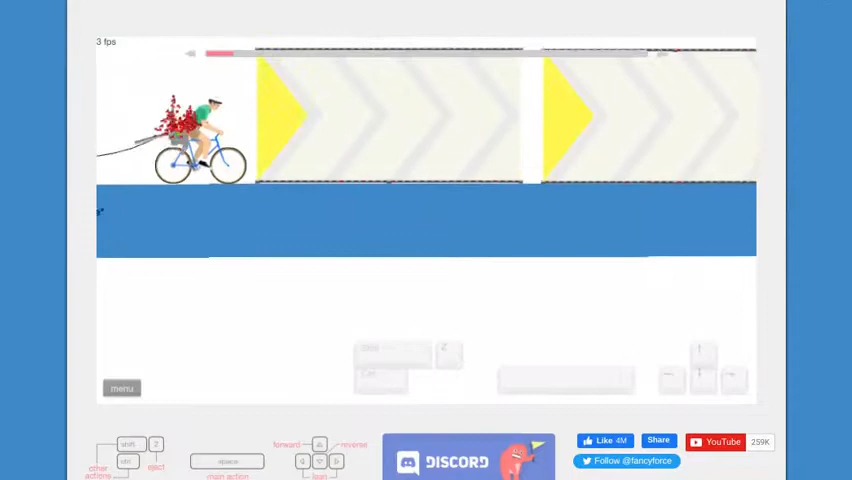 3 fps
Z
menu
shift
Z
ctrl
other
actions
eject
space
main action
forward
reverse
lean
DISCORD
Like 4M
Share
YouTube
259K
Follow @fancyforce